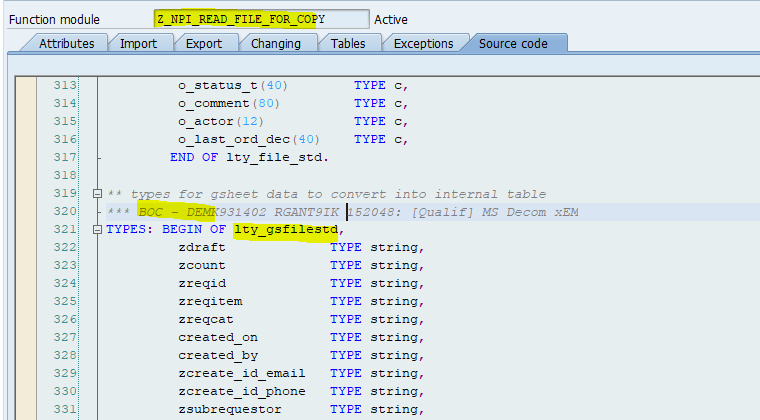 Function module Z_NPI_READ_FILE_FOR_COPY Active
Attributes Import Export Changing Tables Exceptions Source code
313 o_status_t(40) TYPE c,
314 o_comment(80) TYPE c,
315 o_actor(12) TYPE c,
316 o_last_ord_dec(40) TYPE c,
317 END OF lty_file_std.
318
319 ** types for gsheet data to convert into internal table
320 *** BOC - DEMK931402 RGANT9IK 152048: [Qualif] MS Decom xEM
321 TYPES: BEGIN OF lty_gsfilestd,
322 zdraft TYPE string,
323 zcount TYPE string,
324 zreqid TYPE string,
325 zreqitem TYPE string,
326 zreqcat TYPE string,
327 created_on TYPE string,
328 created_by TYPE string,
329 zcreate_id_email TYPE string,
330 zcreate_id_phone TYPE string,
331 zsubrequestor TYPE string,